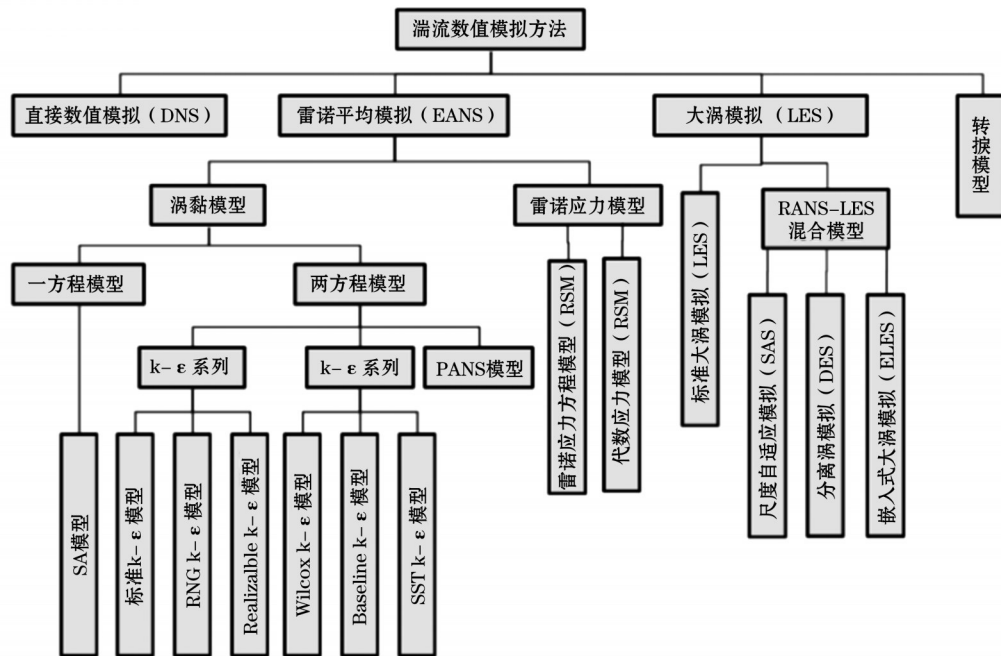 湍流数值模拟方法
直接数值模拟（DNS）
雷诺平均模拟（EANS）
大涡模拟（LES）
转捩模型
涡黏模型
雷诺应力模型
标准大涡模拟（LES）
RANS-LES
混合模型
一方程模型
两方程模型
雷诺应力方程模型（RSM）
代数应力模型（RSM）
尺度自适应模拟（SAS）
分离涡模拟（DES）
嵌入式大涡模拟（ELES）
k-ε系列
k-ε系列
PANS模型
SA模型
标准k-ε模型
RNG k-ε模型
Realizalble k-ε模型
Wilcox k-ε模型
Baseline k-ε模型
SST k-ε模型